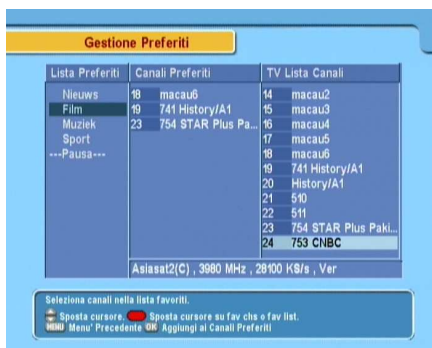 Gestione Preferiti
Lista Preferiti
Nieuws
Film
Muziek
Sport
---Pausa---
Canali Preferiti
18 macau6
19 741 History/A1
23 754 STAR Plus Pa...
TV Lista Canali
14 macau2
15 macau3
16 macau4
17 macau5
18 macau6
19 741 History/A1
20 History/A1
21 510
22 511
23 754 STAR Plus Paki...
24 753 CNBC
Asiasat2(C) , 3980 MHz , 28100 KS/s , Ver
Seleziona canali nella lista favoriti.
Sposta cursore. Sposta cursore su fav chs o fav list.
MENU Menu' Precedente OK Aggiungi ai Canali Preferiti